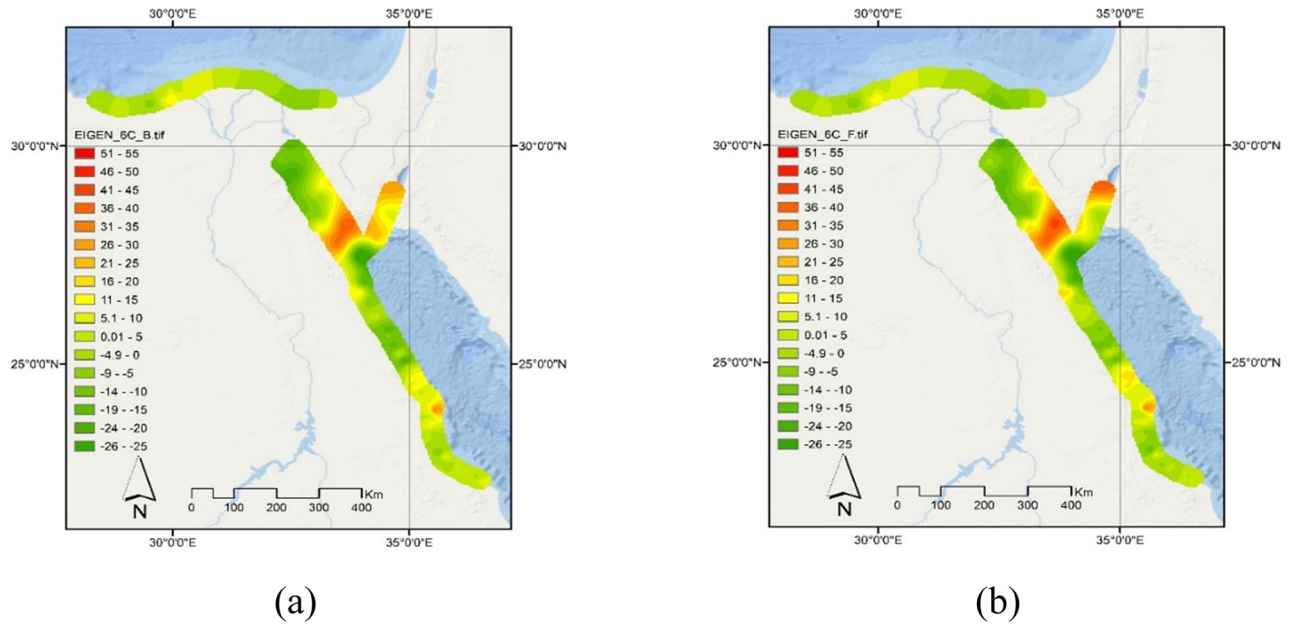 30°0'0"E 35°0'0"E
EIGEN_6C_B.tif
30°0'0"N 30°0'0"N
51 - 55
46 - 50
41 - 45
36 - 40
31 - 35
26 - 30
21 - 25
16 - 20
11 - 15
5.1 - 10
0.01 - 5
-4.9 - 0
-9 - -5
-14 - -10
-19 - -15
-24 - -20
-26 - -25
25°0'0"N 25°0'0"N
N
Km
0 100 200 300 400
30°0'0"E 35°0'0"E
(a)
30°0'0"E 35°0'0"E
EIGEN_6C_F.tif
30°0'0"N 30°0'0"N
51 - 55
46 - 50
41 - 45
36 - 40
31 - 35
26 - 30
21 - 25
16 - 20
11 - 15
5.1 - 10
0.01 - 5
-4.9 - 0
-9 - -5
-14 - -10
-19 - -15
-24 - -20
-26 - -25
25°0'0"N 25°0'0"N
N
Km
0 100 200 300 400
30°0'0"E 35°0'0"E
(b)